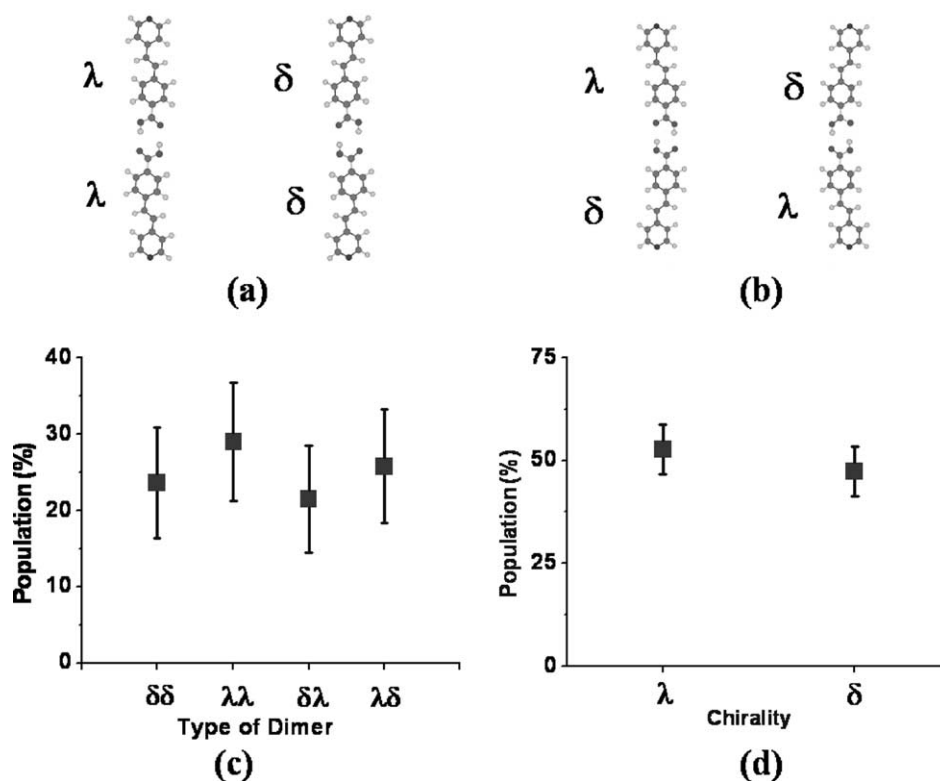 λ
δ
λ
δ
(a)
λ
δ
δ
λ
(b)
40
30
20
10
0
Population (%)
δδ
λλ
δλ
λδ
Type of Dimer
(c)
75
50
25
0
Population (%)
λ
δ
Chirality
(d)